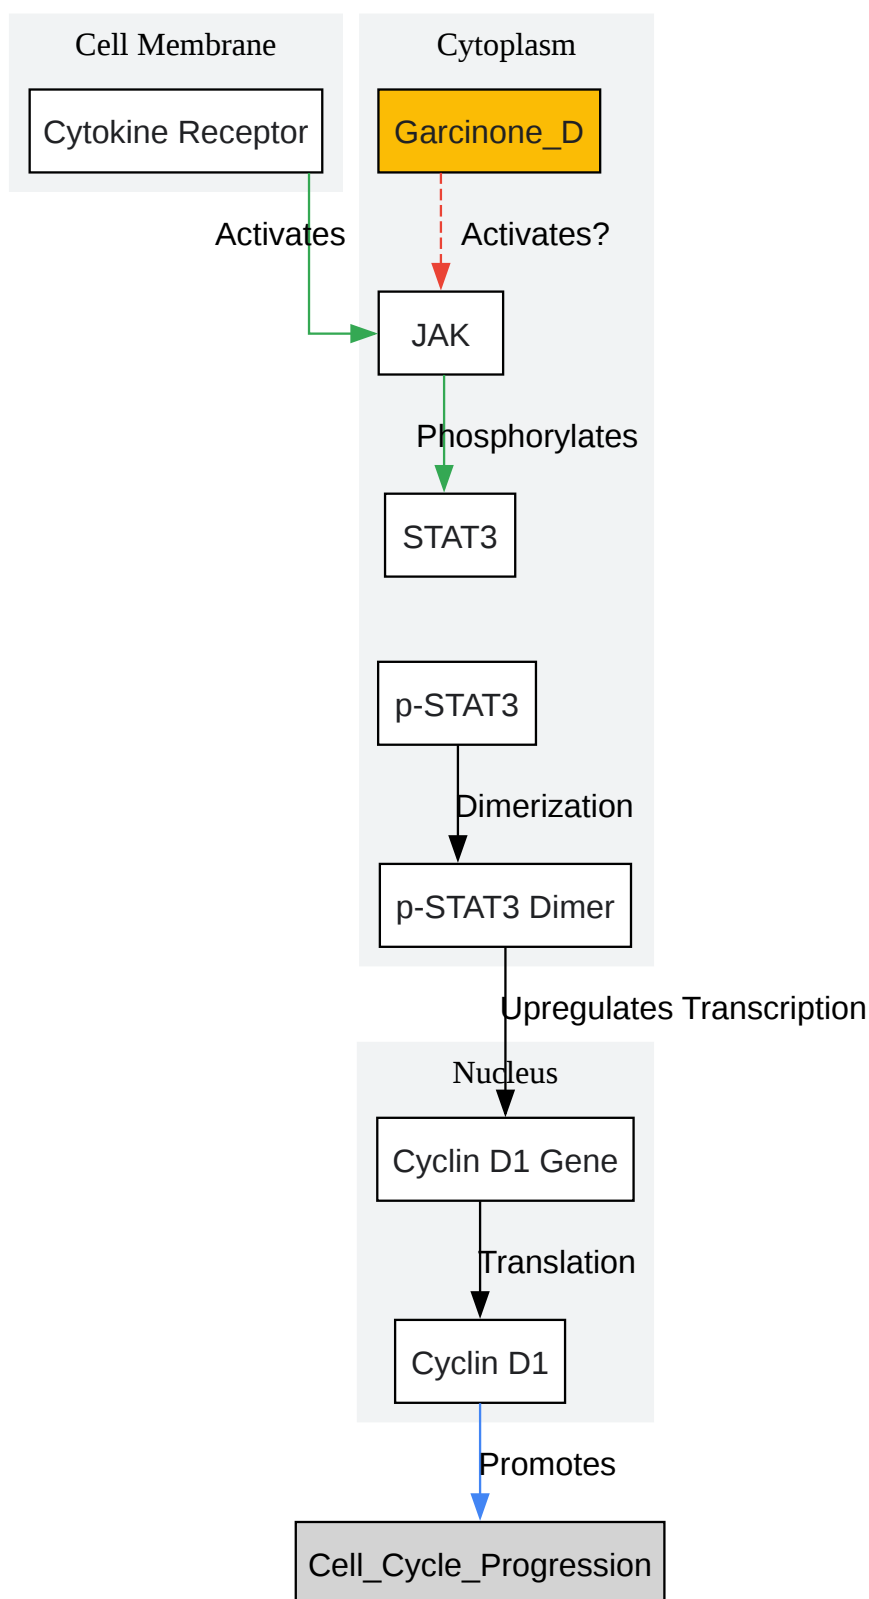 Cell Membrane
Cytoplasm
Cytokine Receptor
Garcinone_D
Activates
Activates?
JAK
Phosphorylates
STAT3
p-STAT3
Dimerization
p-STAT3 Dimer
Upregulates Transcription
Nucleus
Cyclin D1 Gene
Translation
Cyclin D1
Promotes
Cell_Cycle_Progression